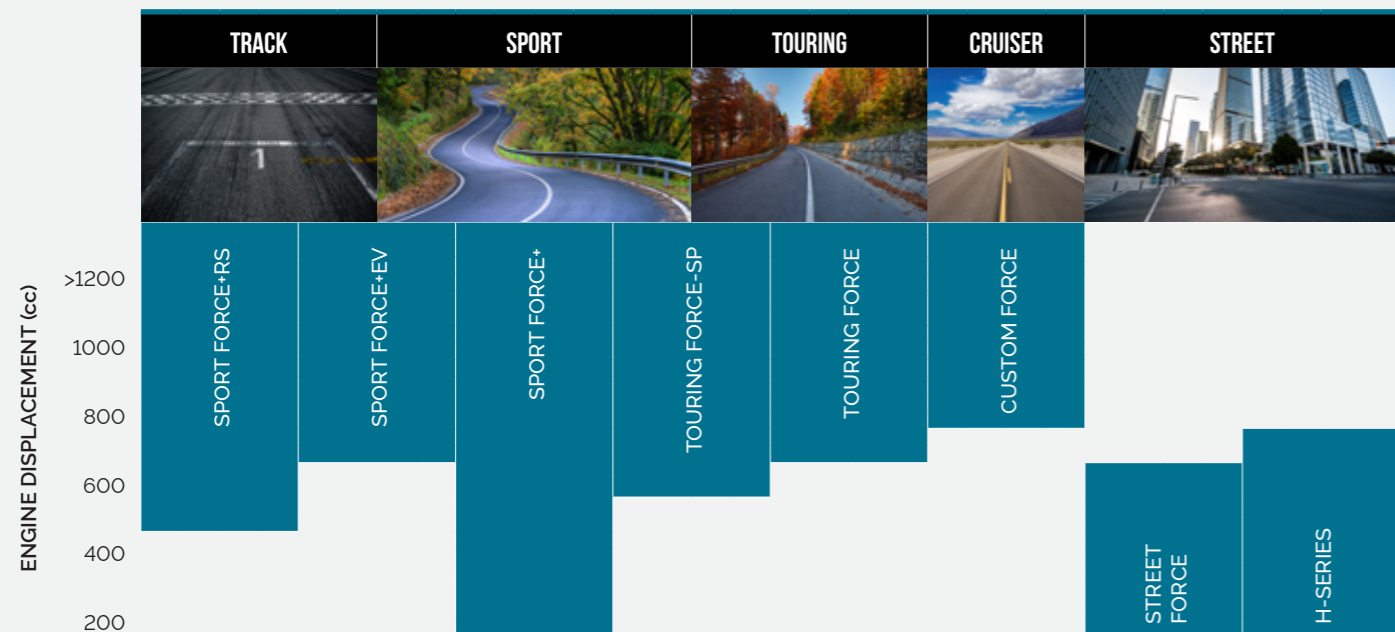 TRACK
SPORT
TOURING
CRUISER
STREET
1
ENGINE DISPLACEMENT (cc)
>1200
1000
800
600
400
200
SPORT FORCE+RS
SPORT FORCE+EV
SPORT FORCE+
TOURING FORCE-SP
TOURING FORCE
CUSTOM FORCE
STREET
FORCE
H-SERIES